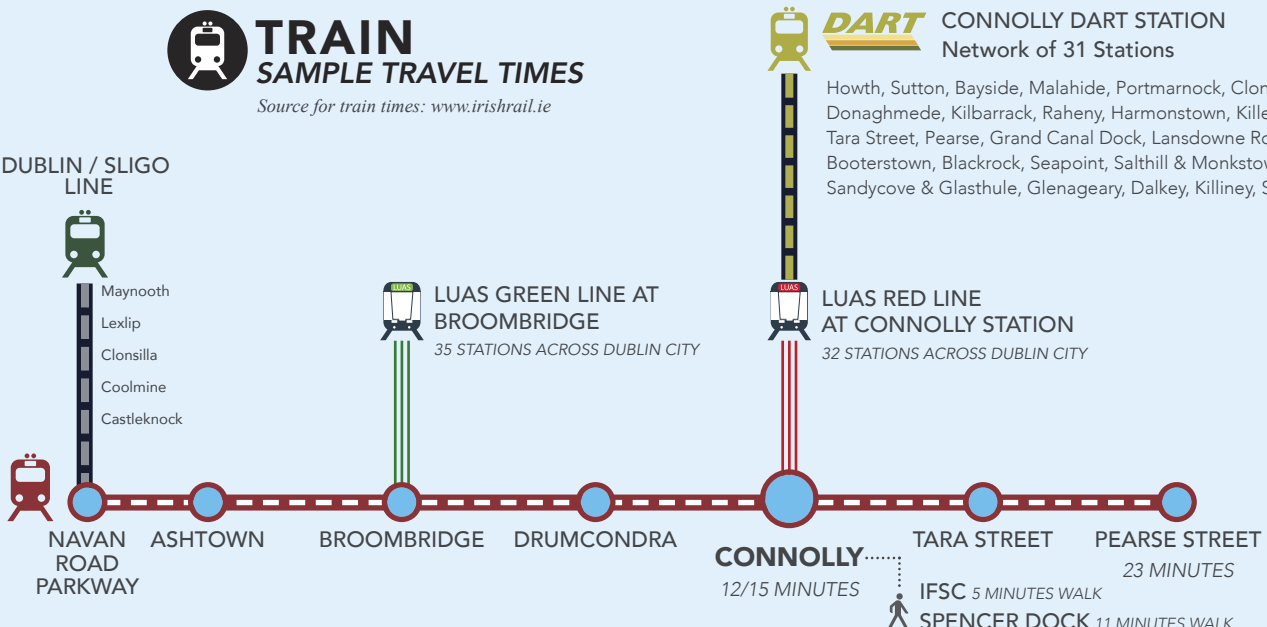 TRAIN
SAMPLE TRAVEL TIMES
Source for train times: www.irishrail.ie
DART
CONNOLLY DART STATION
Network of 31 Stations
Howth, Sutton, Bayside, Malahide, Portmarnock,
Donaghmede, Kilbarrack, Raheny, Harmonstown,
Tara Street, Pearse, Grand Canal Dock, Lansdowne
Booterstown, Blackrock, Seapoint, Salthill &
Sandycove & Glasthule, Glenageary, Dalkey, Killiney,
DUBLIN / SLIGO
LINE
Maynooth
Lexlip
Clonsilla
Coolmine
Castleknock
LUAS
LUAS GREEN LINE AT
BROOMBRIDGE
35 STATIONS ACROSS DUBLIN CITY
LUAS
LUAS RED LINE
AT CONNOLLY STATION
32 STATIONS ACROSS DUBLIN CITY
NAVAN
ROAD
PARKWAY
ASHTOWN
BROOMBRIDGE
DRUMCONDRA
CONNOLLY
12/15 MINUTES
TARA STREET
PEARSE STREET
23 MINUTES
IFSC 5 MINUTES WALK
SPENCER DOCK 11 MINUTES WALK